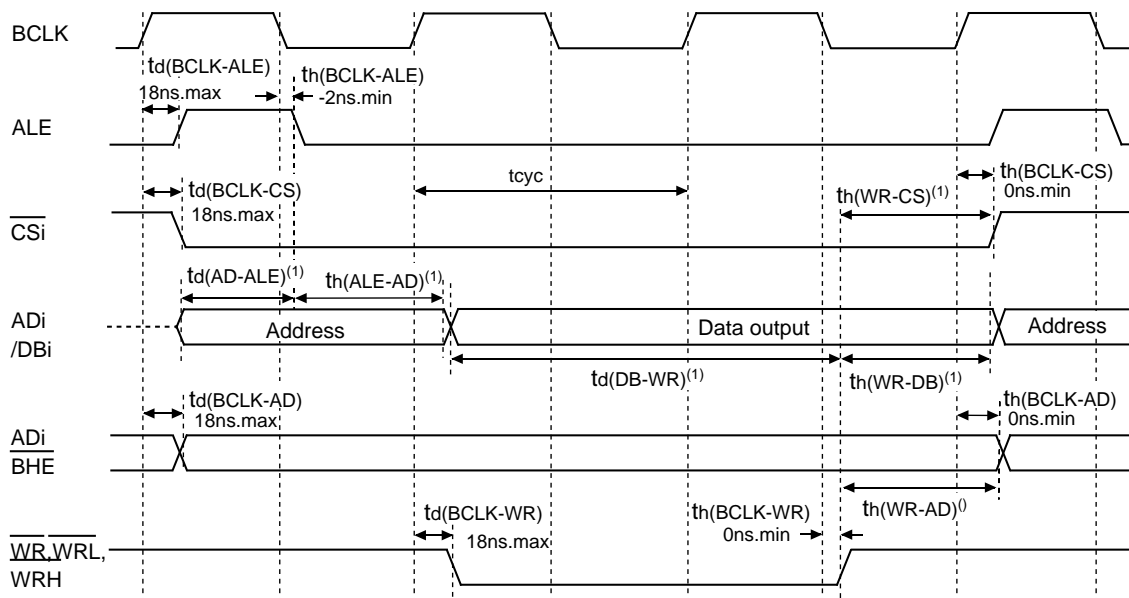 BCLK
td(BCLK-ALE)
18ns.max
th(BCLK-ALE)
-2ns.min
ALE
td(BCLK-CS)
18ns.max
tcyc
th(BCLK-CS)
0ns.min
th(WR-CS)(1)
CSi
td(AD-ALE)(1)
th(ALE-AD)(1)
ADi
/DBi
Address
Data output
Address
td(DB-WR)(1)
th(WR-DB)(1)
td(BCLK-AD)
18ns.max
th(BCLK-AD)
0ns.min
ADi
BHE
th(WR-AD)()
td(BCLK-WR)
18ns.max
th(BCLK-WR)
0ns.min
WR,WRL,
WRH